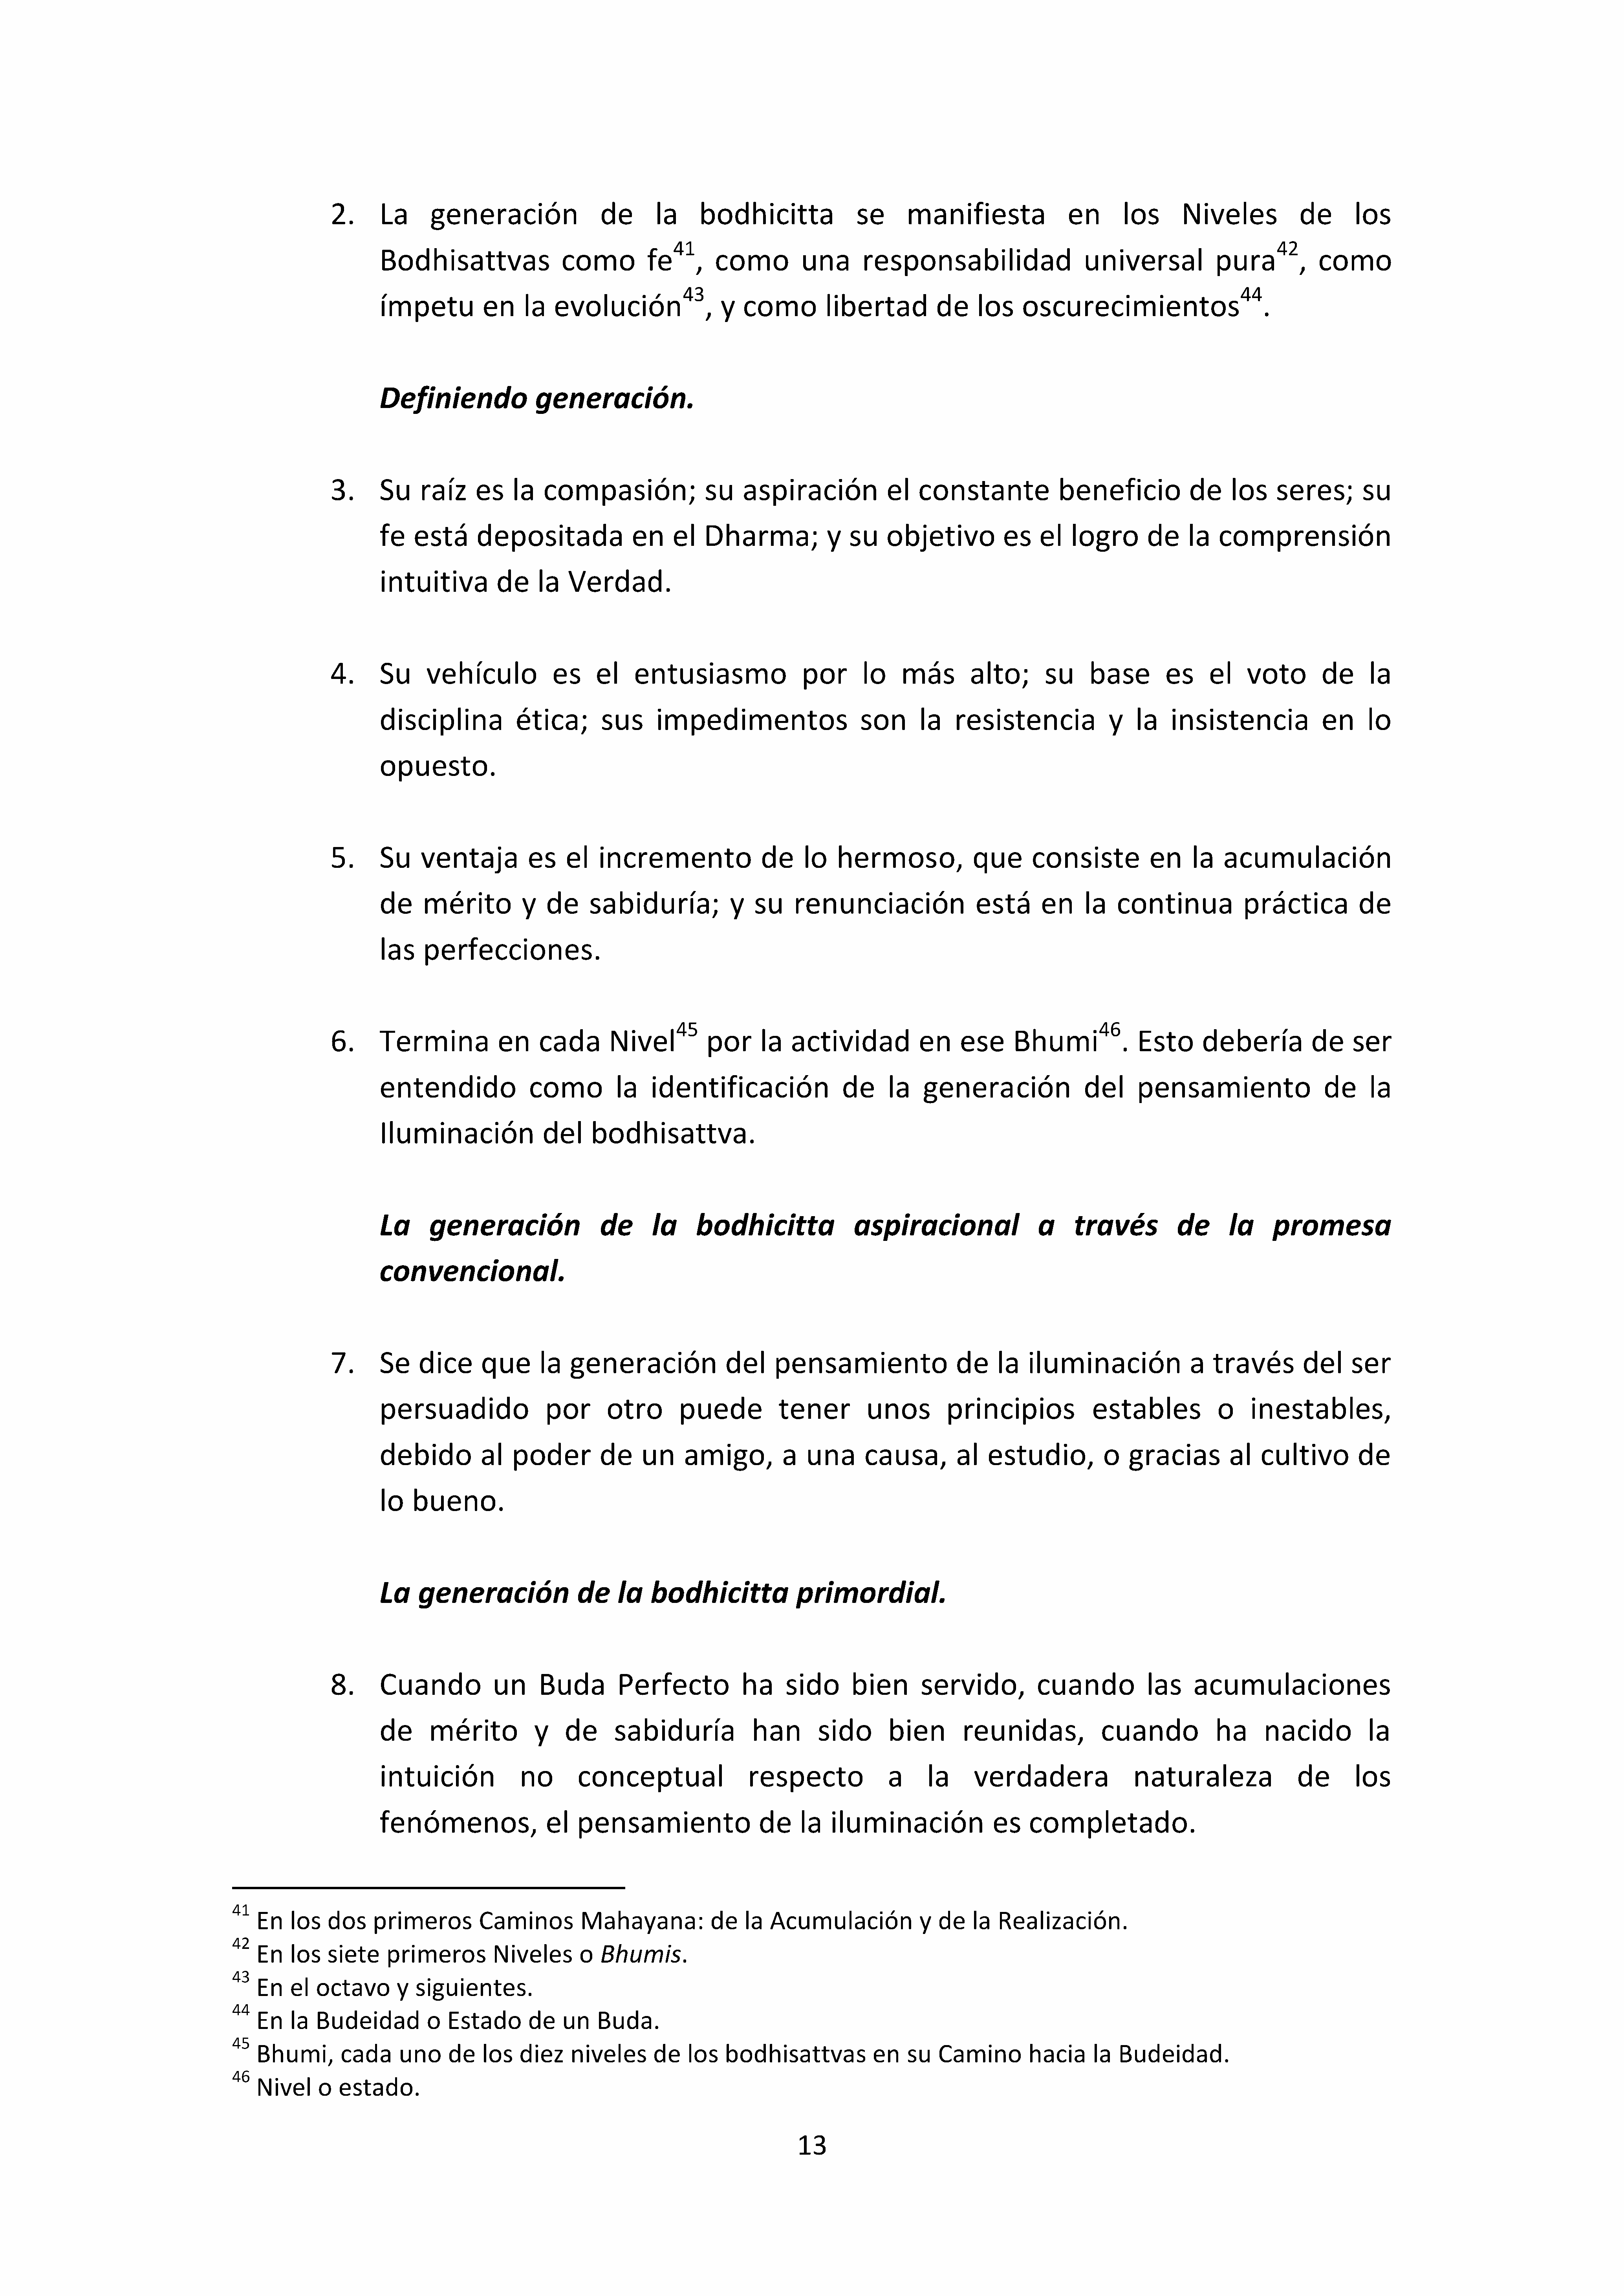 2. La generación de la bodhicitta se manifiesta en los Niveles de los
Bodhisattvas como fe41, como una responsabilidad universal pura42, como
ímpetu en la evolución43, y como libertad de los oscurecimientos44.
Definiendo generación.
3. Su raíz es la compasión; su aspiración el constante beneficio de los seres; su
fe está depositada en el Dharma; y su objetivo es el logro de la comprensión
intuitiva de la Verdad.
4. Su vehículo es el entusiasmo por lo más alto; su base es el voto de la
disciplina ética; sus impedimentos son la resistencia y la insistencia en lo
opuesto.
5. Su ventaja es el incremento de lo hermoso, que consiste en la acumulación
de mérito y de sabiduría; y su renunciación está en la continua práctica de
las perfecciones.
6. Termina en cada Nivel45 por la actividad en ese Bhumi46. Esto debería de ser
entendido como la identificación de la generación del pensamiento de la
Iluminación del bodhisattva.
La generación de la bodhicitta aspiracional a través de la promesa
convencional.
7. Se dice que la generación del pensamiento de la iluminación a través del ser
persuadido por otro puede tener unos principios estables o inestables,
debido al poder de un amigo, a una causa, al estudio, o gracias al cultivo de
lo bueno.
La generación de la bodhicitta primordial.
8. Cuando un Buda Perfecto ha sido bien servido, cuando las acumulaciones
de mérito y de sabiduría han sido bien reunidas, cuando ha nacido la
intuición no conceptual respecto a la verdadera naturaleza de los
fenómenos, el pensamiento de la iluminación es completado.
41 En los dos primeros Caminos Mahayana: de la Acumulación y de la Realización.
42 En los siete primeros Niveles o Bhumis.
43 En el octavo y siguientes.
44 En la Budeidad o Estado de un Buda.
45 Bhumi, cada uno de los diez niveles de los bodhisattvas en su Camino hacia la Budeidad.
46 Nivel o estado.
13